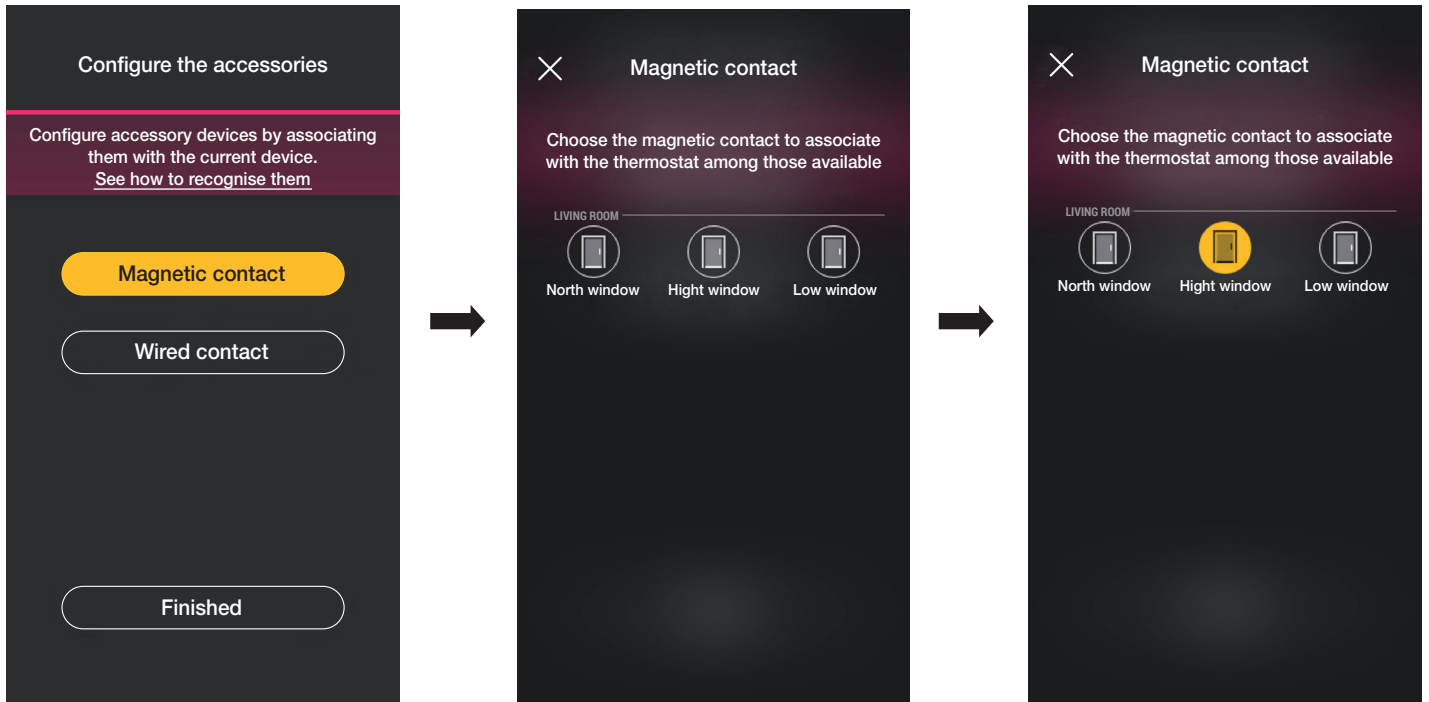 Configure the accessories
Configure accessory devices by associating
them with the current device.
See how to recognise them
Magnetic contact
Wired contact
Finished
Magnetic contact
Choose the magnetic contact to associate
with the thermostat among those available
LIVING ROOM
North window Hight window Low window
Magnetic contact
Choose the magnetic contact to associate
with the thermostat among those available
LIVING ROOM
North window Hight window Low window